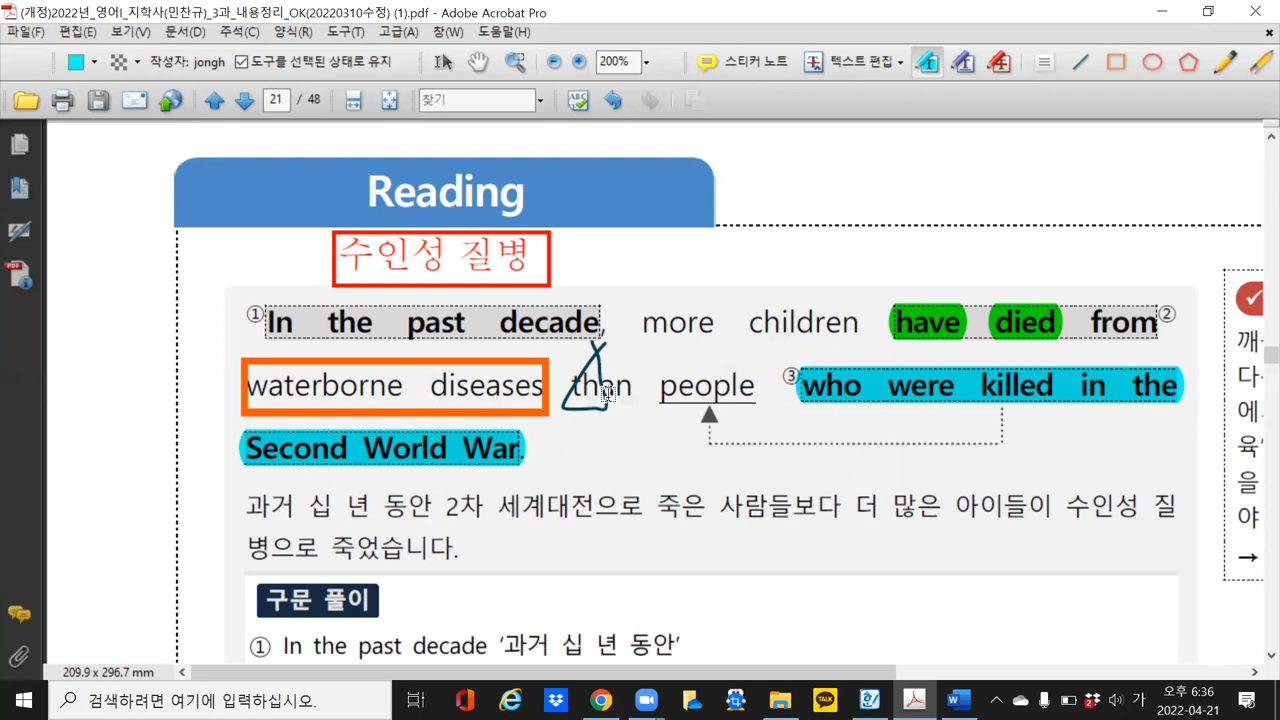 (개정)2022년_영어I_지학사(민찬규)_3과_내용정리_OK(20220310수정) (1).pdf - Adobe Acrobat Pro
파일(F) 편집(E) 보기(V) 문서(D) 주석(C) 양식(R) 도구(T) 고급(A) 창(W) 도움말(H)
작성자: jongh 도구를 선택된 상태로 유지 200% 스티커 노트 텍스트 편집
21 / 48 찾기
Reading
수인성 질병
① In the past decade, more children have died from ②
waterborne diseases than people ③ who were killed in the
Second World War.
과거 십 년 동안 2차 세계대전으로 죽은 사람들보다 더 많은 아이들이 수인성 질
병으로 죽었습니다.
구문 풀이
① In the past decade ‘과거 십 년 동안’
깨
다
에
육
을
야
→
209.9 x 296.7 mm
검색하려면 여기에 입력하십시오.
TALK
가
오후 6:36
2022-04-21